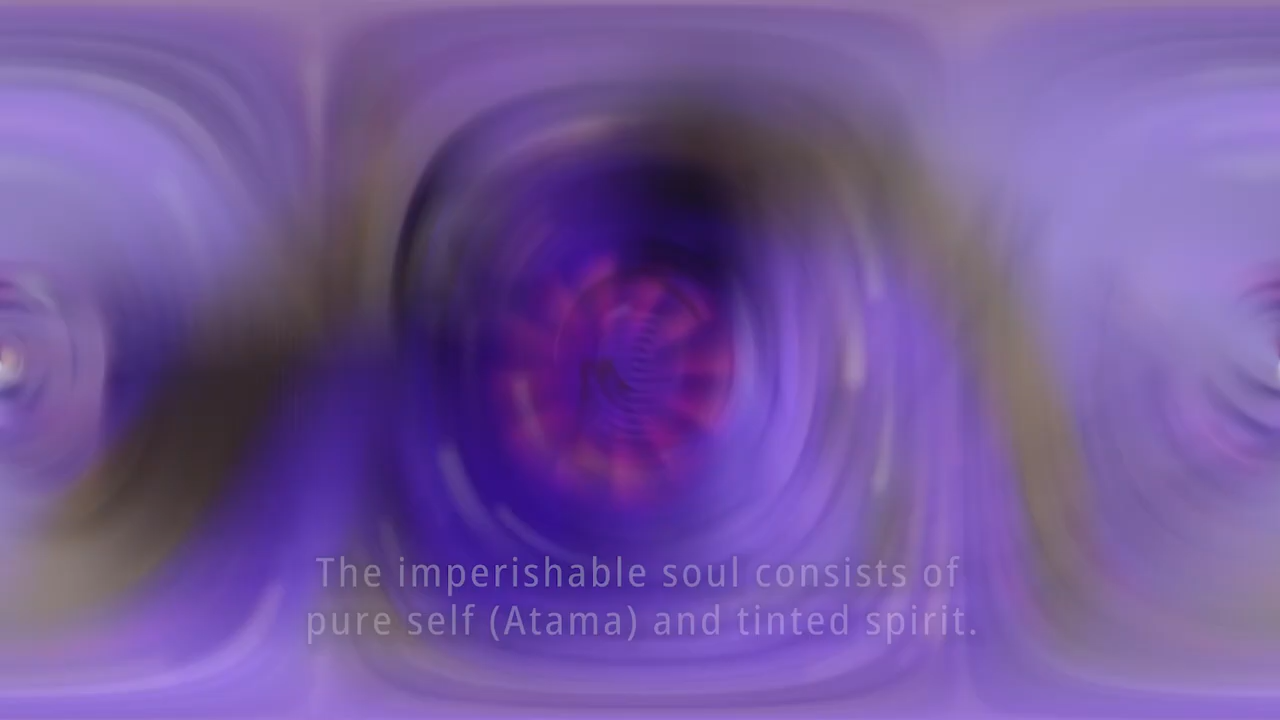 The imperishable soul consists of
pure self (Atama) and tinted spirit.